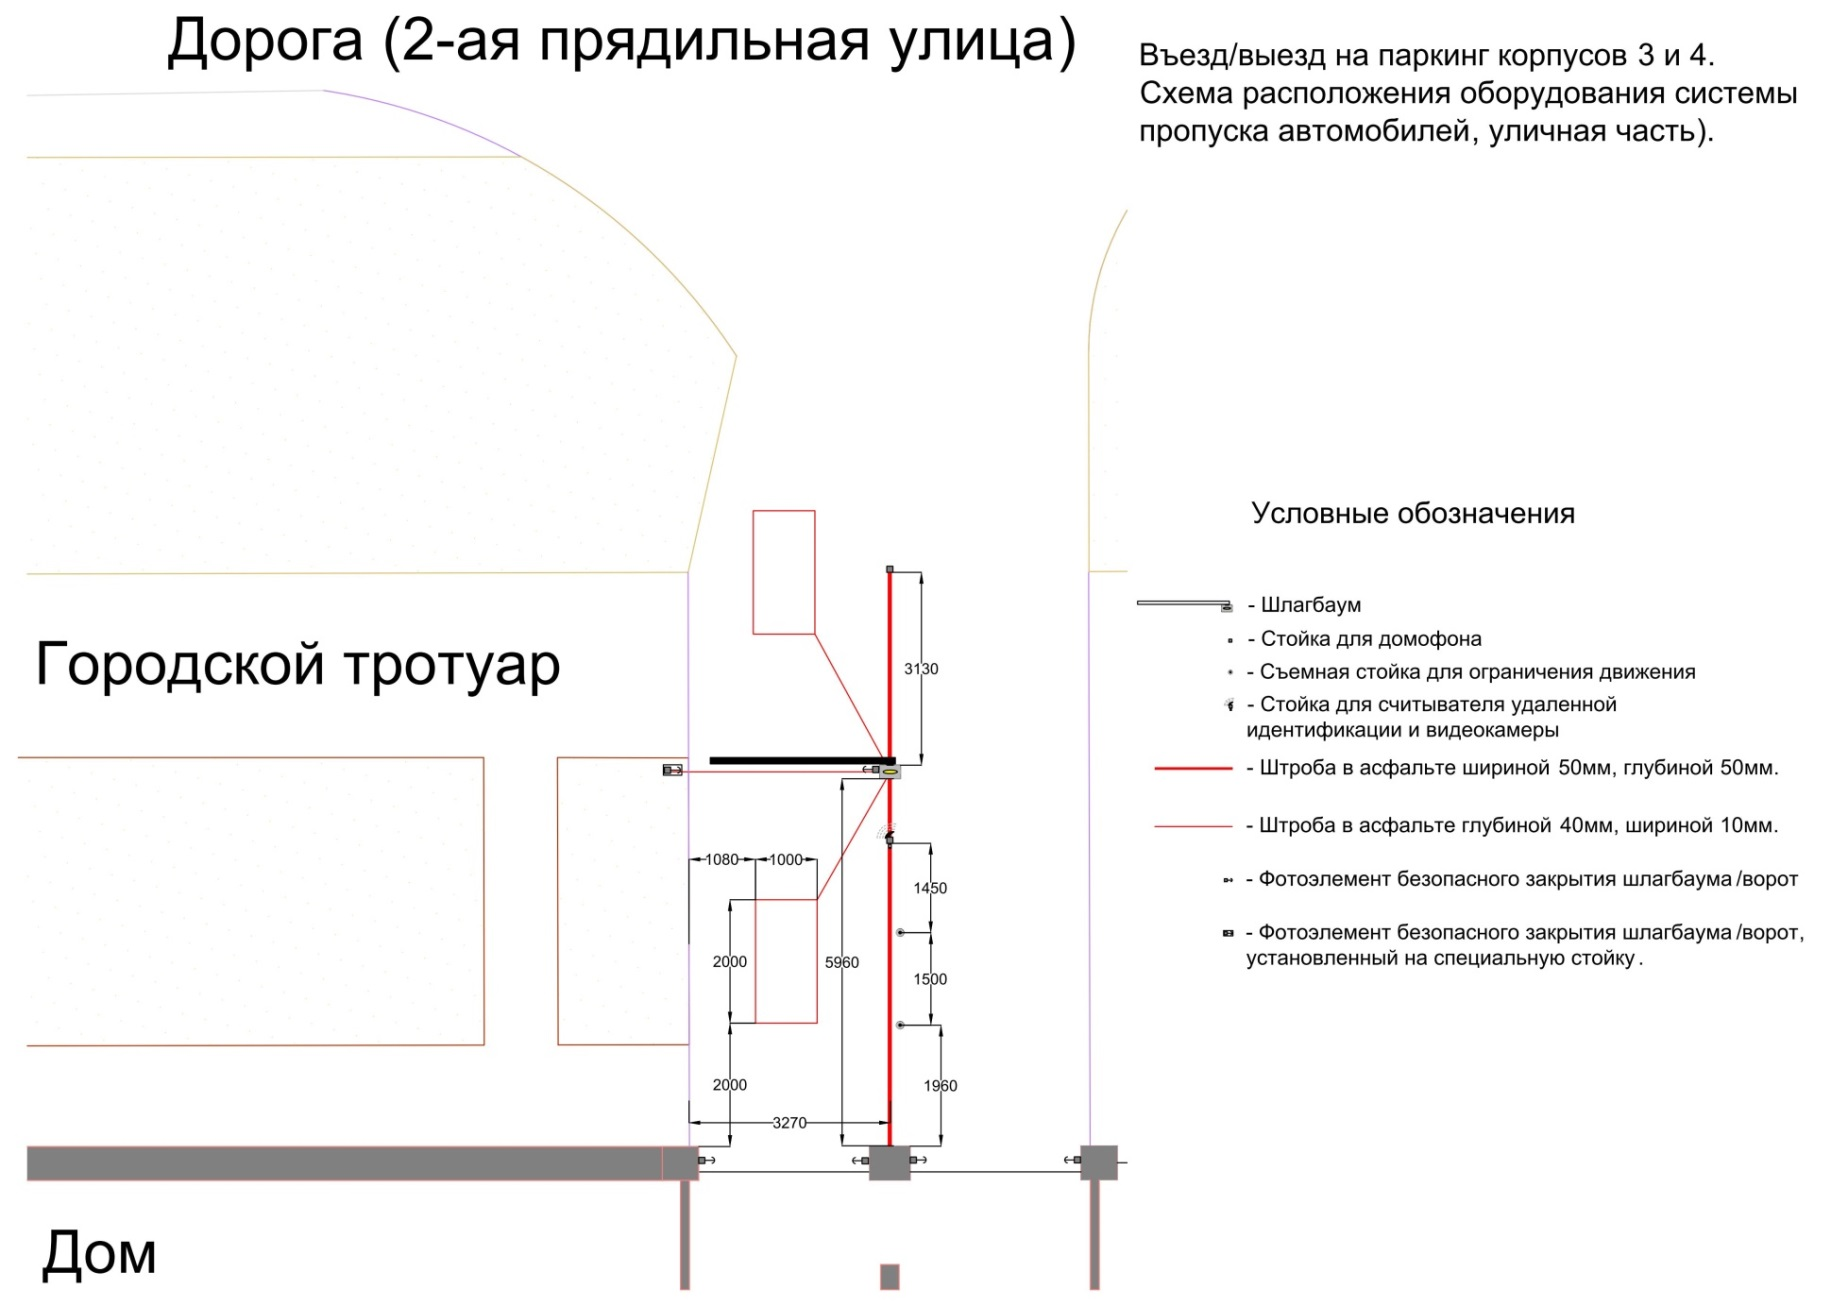 Дорога (2-ая прядильная улица)
Въезд/выезд на паркинг корпусов 3 и 4.
Схема расположения оборудования системы
пропуска автомобилей, уличная часть).
Условные обозначения
- Шлагбаум
- Стойка для домофона
- Съемная стойка для ограничения движения
- Стойка для считывателя удаленной
идентификации и видеокамеры
- Штроба в асфальте шириной 50мм, глубиной 50мм.
- Штроба в асфальте глубиной 40мм, шириной 10мм.
- Фотоэлемент безопасного закрытия шлагбаума/ворот
- Фотоэлемент безопасного закрытия шлагбаума/ворот,
установленный на специальную стойку.
Городской тротуар
3130
1080
1000
1450
2000
5960
1500
2000
1960
3270
Дом